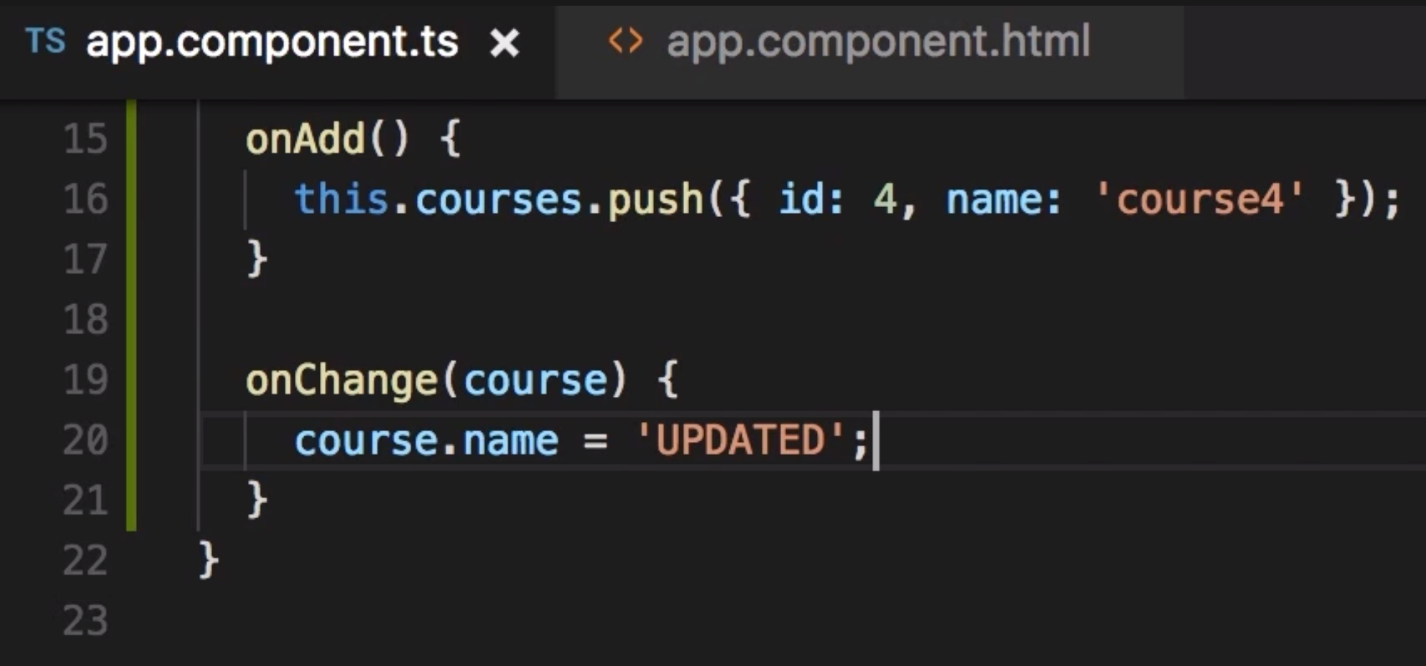 TS app.component.ts × <> app.component.html
15 onAdd() {
16 this.courses.push({ id: 4, name: 'course4' });
17 }
18
19 onChange(course) {
20 course.name = 'UPDATED';
21 }
22 }
23